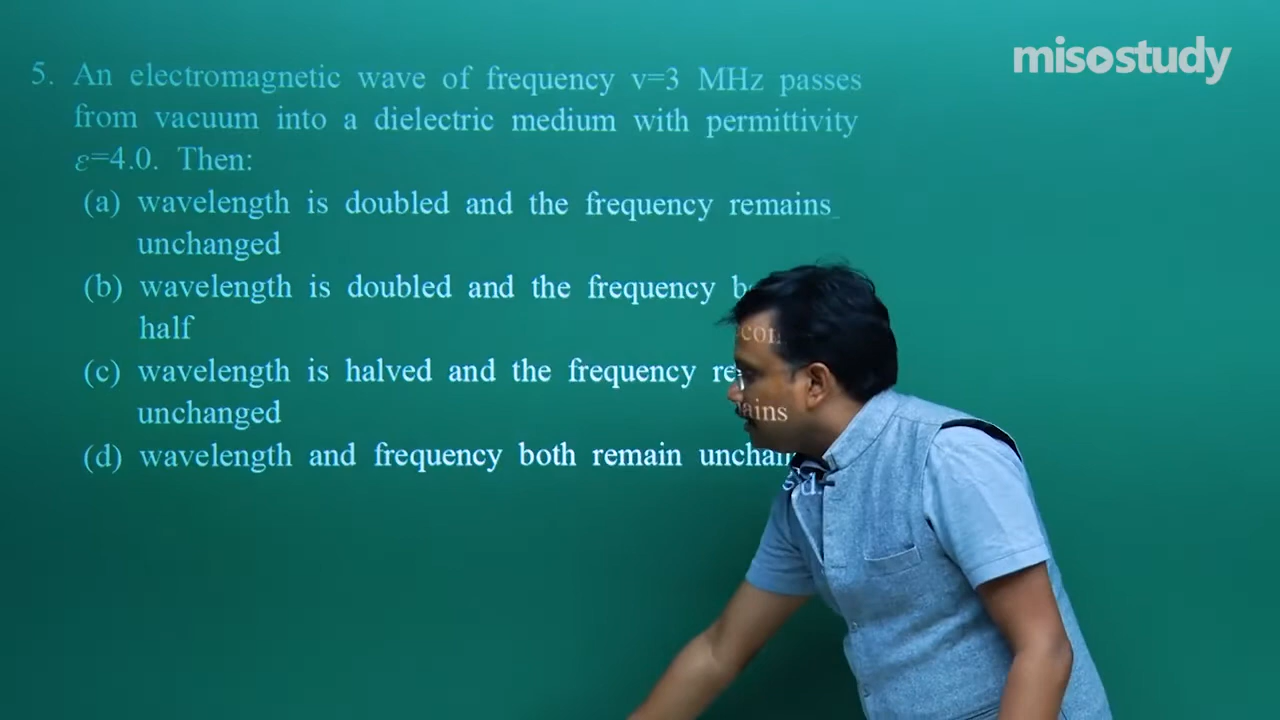 misostudy
5. An electromagnetic wave of frequency v=3 MHz passes
from vacuum into a dielectric medium with permittivity
ε=4.0. Then:
(a) wavelength is doubled and the frequency remains
unchanged
(b) wavelength is doubled and the frequency
half
(c) wavelength is halved and the frequency
unchanged
(d) wavelength and frequency both remain